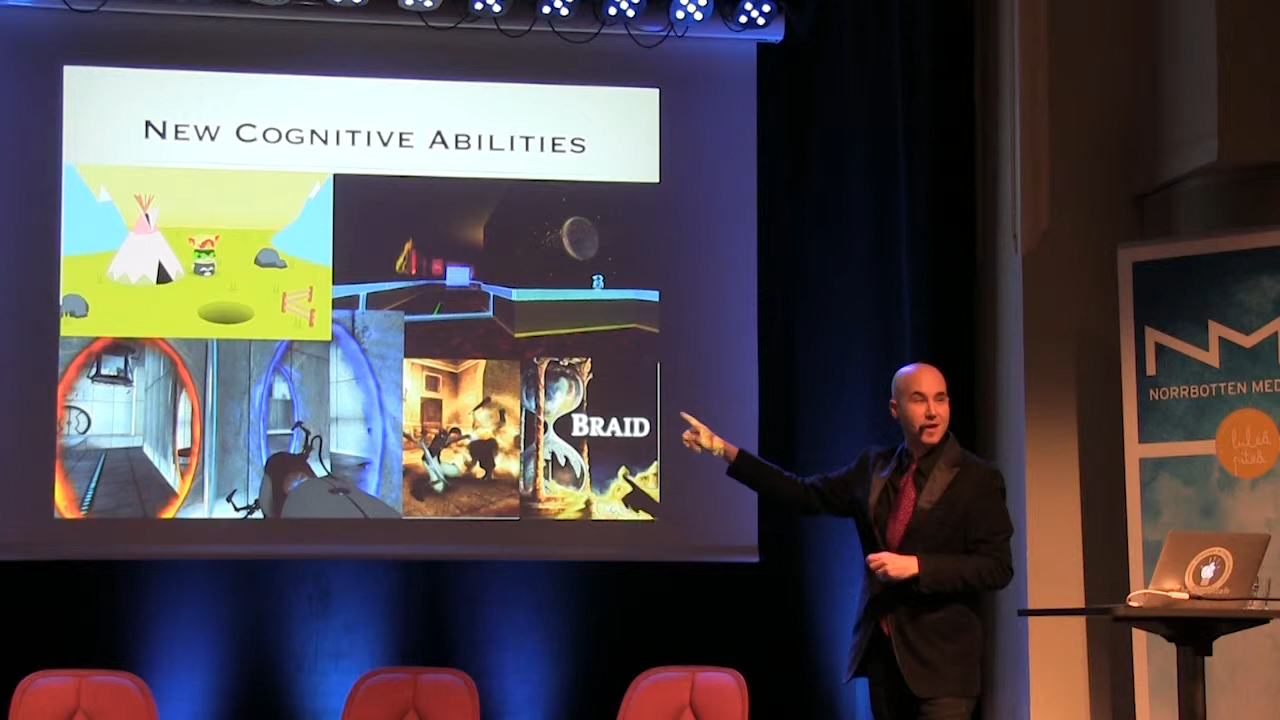 NEW COGNITIVE ABILITIES
BRAID
NORRBOTTEN MED
luleå
piteå